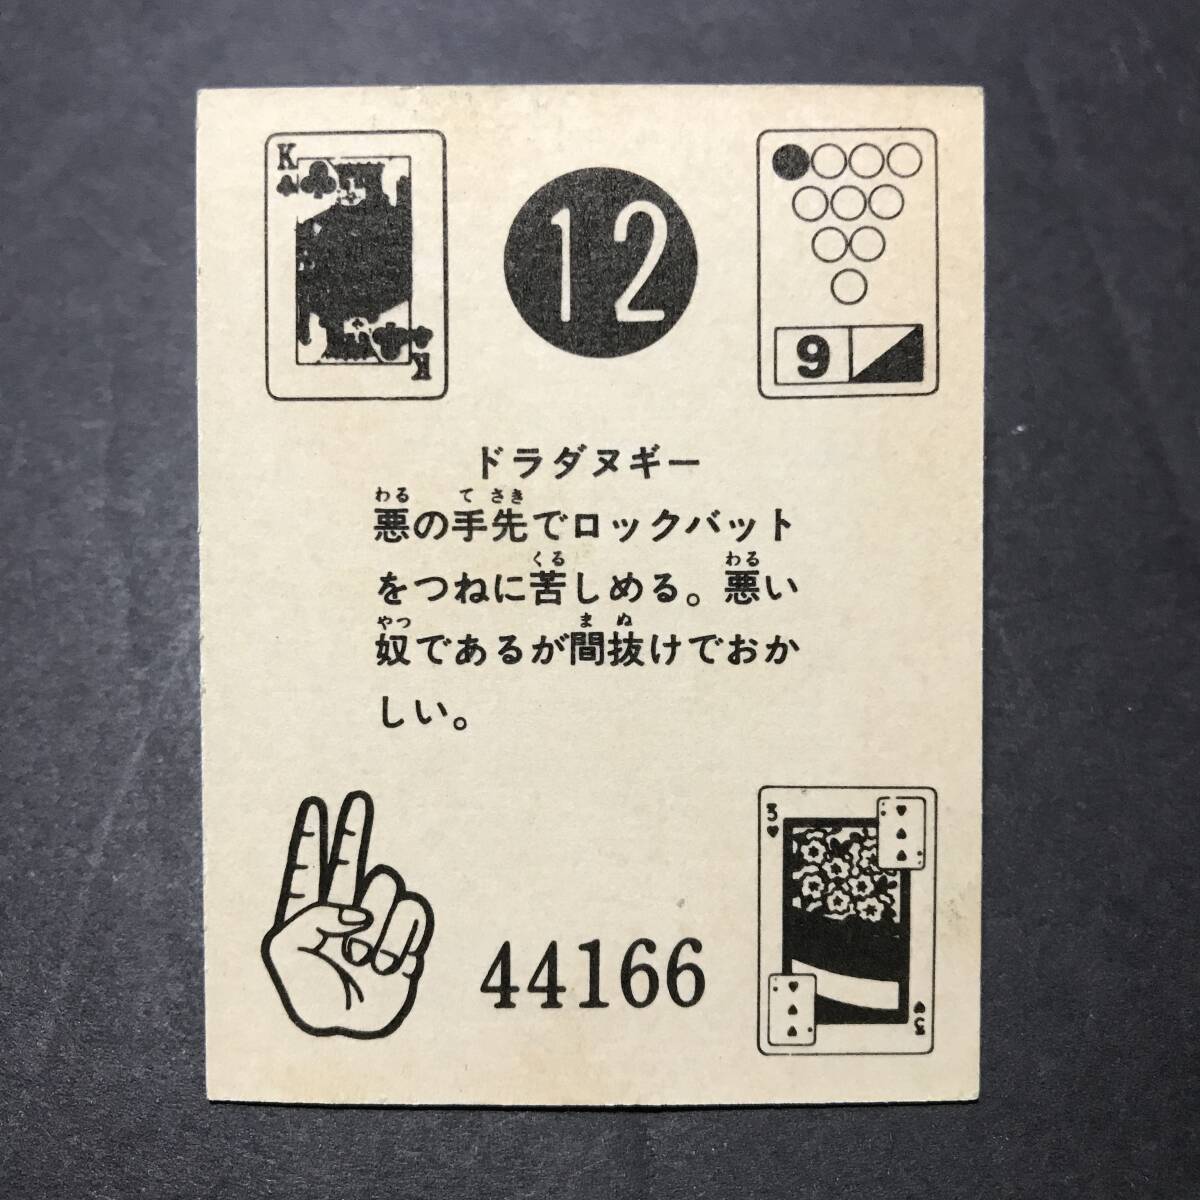 K
12
9
K
ドラダヌギー
わる て さき
悪の手先でロックバット
くる わる
をつねに苦しめる。悪い
やつ ま ぬ
奴であるが間抜けでおか
しい。
3
44166
3